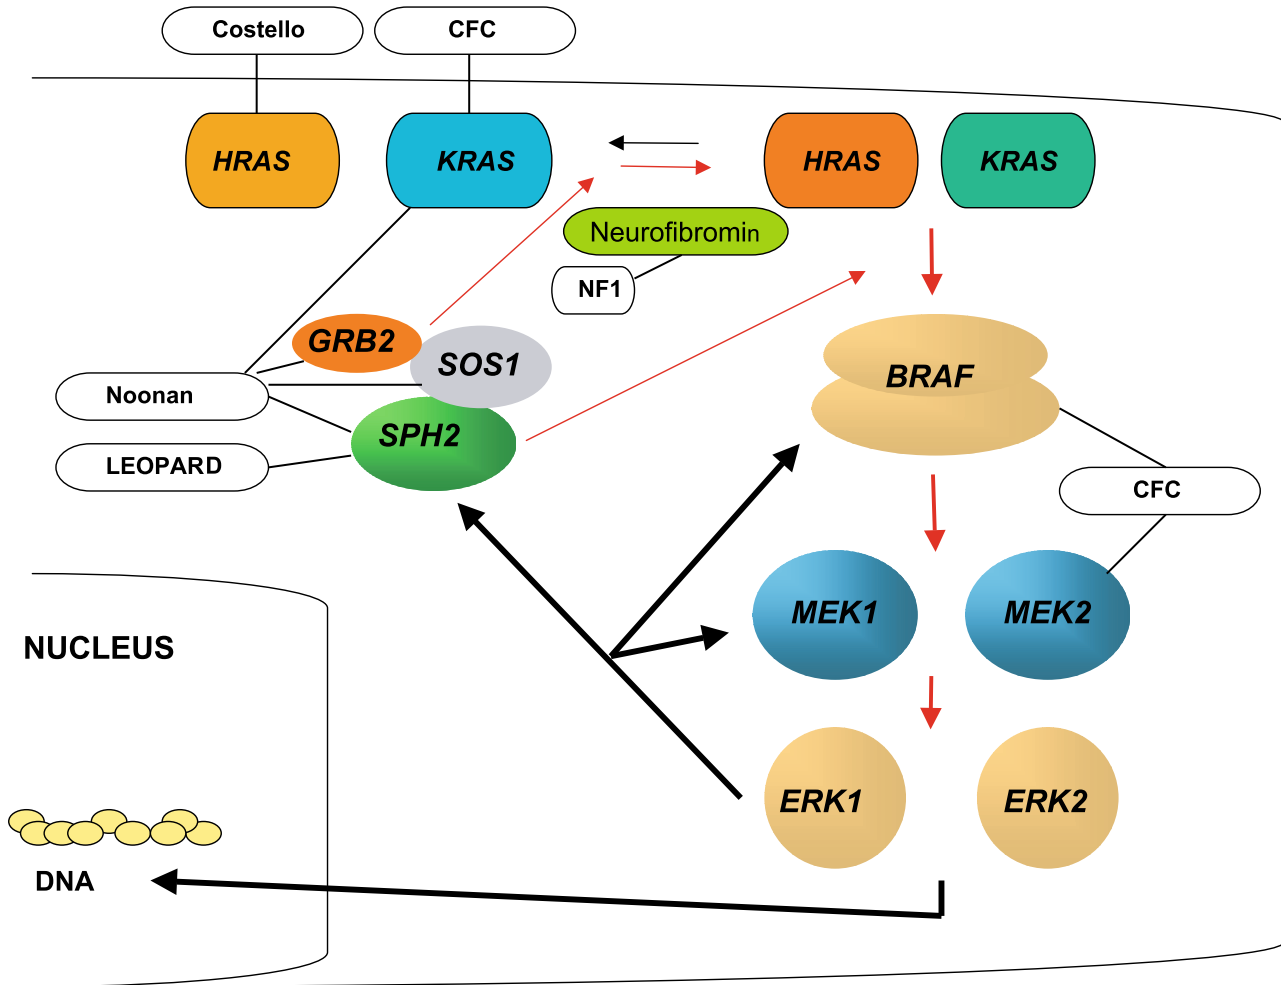 Costello
CFC
HRAS
KRAS
HRAS
KRAS
Neurofibromin
NF1
GRB2
SOS1
BRAF
Noonan
SPH2
LEOPARD
CFC
MEK1
MEK2
NUCLEUS
ERK1
ERK2
DNA